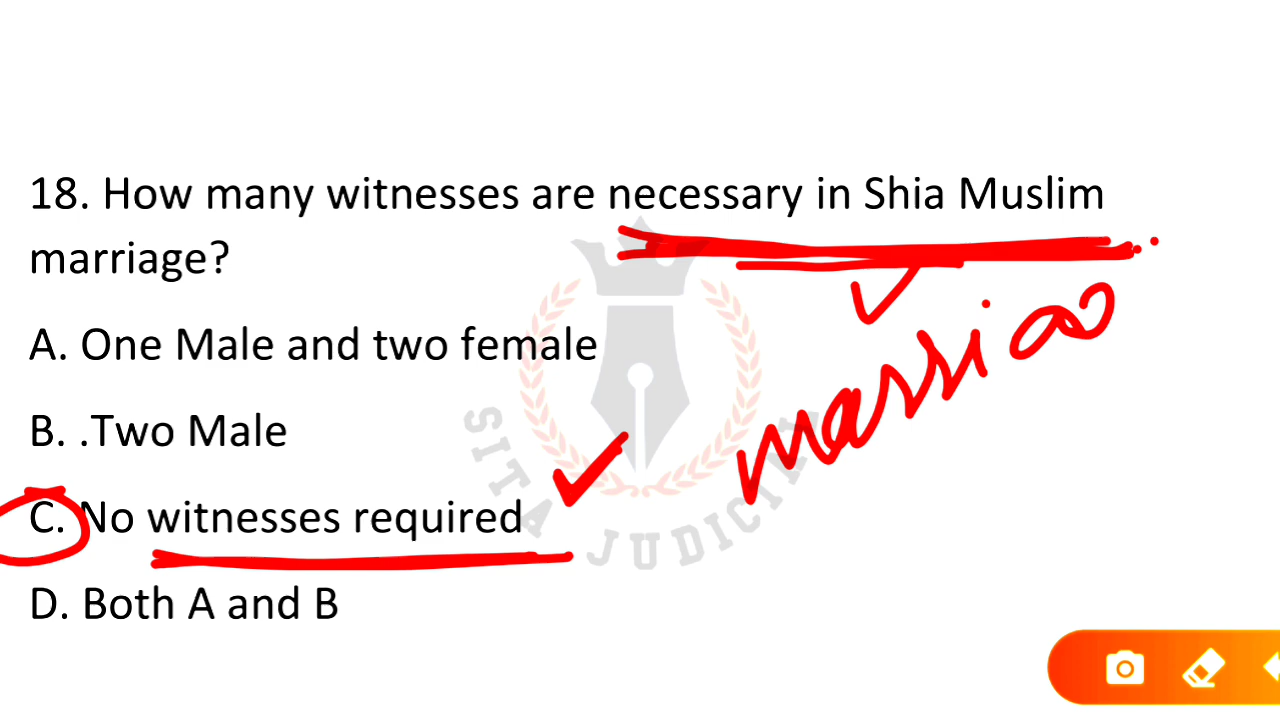 18. How many witnesses are necessary in Shia Muslim
marriage?
A. One Male and two female
B. .Two Male
C. No witnesses required
D. Both A and B
SITA JUDICIARY